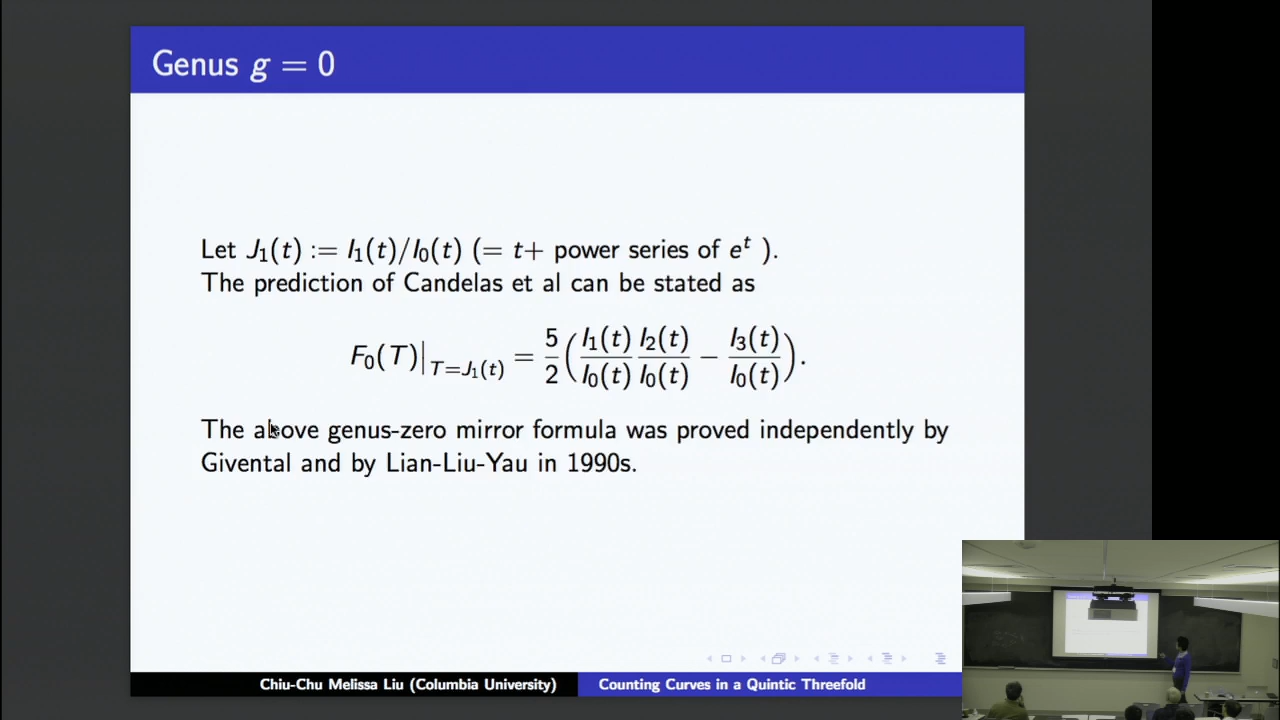 Genus g = 0
Let J₁(t) := I₁(t)/I₀(t) (= t+ power series of eᵗ ).
The prediction of Candelas et al can be stated as
F₀(T)|_{T=J₁(t)} = 5/2 ( I₁(t)/I₀(t) I₂(t)/I₀(t) − I₃(t)/I₀(t) ).
The above genus-zero mirror formula was proved independently by
Givental and by Lian-Liu-Yau in 1990s.
Chiu-Chu Melissa Liu (Columbia University) Counting Curves in a Quintic Threefold